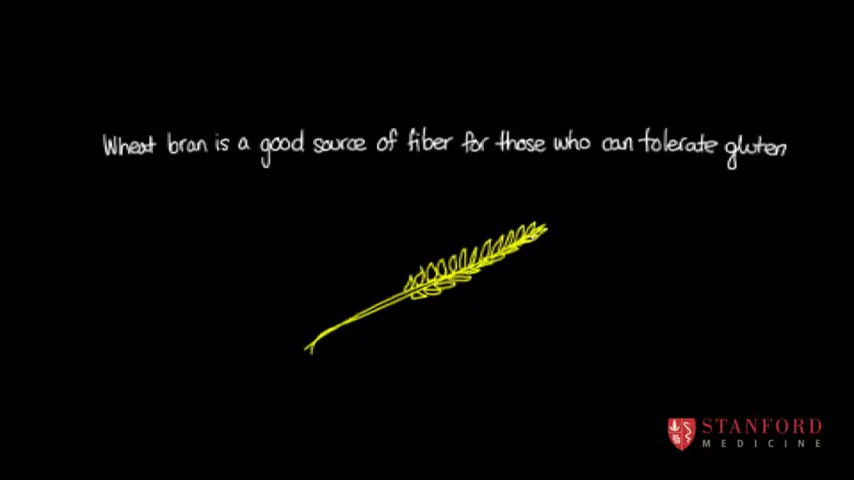 Wheat bran is a good source of fiber for those who can tolerate gluten
STANFORD
MEDICINE